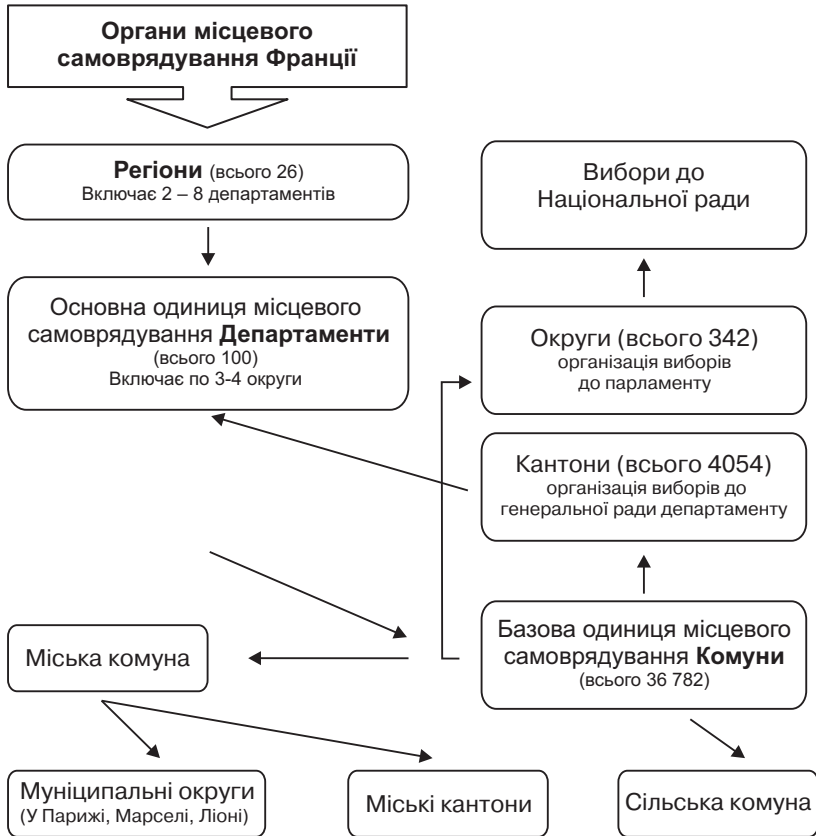 Органи місцевого
самоврядування Франції
Регіони (всього 26)
Включає 2 – 8 департаментів
Вибори до
Національної ради
Основна одиниця місцевого
самоврядування Департаменти
(всього 100)
Включає по 3-4 округи
Округи (всього 342)
організація виборів
до парламенту
Кантони (всього 4054)
організація виборів до
генеральної ради департаменту
Міська комуна
Базова одиниця місцевого
самоврядування Комуни
(всього 36 782)
Муніципальні округи
(У Парижі, Марселі, Ліоні)
Міські кантони
Сільська комуна